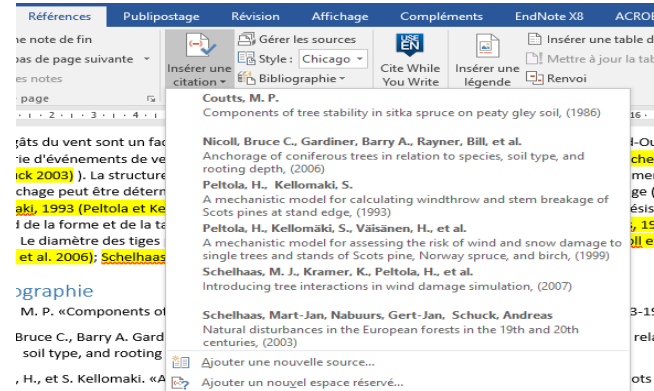 Références Publipostage Révision Affichage Compléments EndNote X8 ACROB
ne note de fin
bas de page suivante
es notes
page
Insérer une
citation
Gérer les sources
Style : Chicago
Bibliographie
Cite While
You Write
Insérer une
légende
Insérer une table d
Mettre à jour la tab
Renvoi
1 2 3 4
16
gâts du vent sont un fac
rie d'événements de ve
ck 2003) ). La structure
chage peut être détern
aki, 1993 (Peltola et Ke
d de la forme et de la ta
Le diamètre des tiges
et al. 2006); Schelhaas
ographie
M. P. «Components of
Bruce C., Barry A. Gard
soil type, and rooting
, H., et S. Kellomaki. «A
Coutts, M. P.
Components of tree stability in sitka spruce on peaty gley soil, (1986)
Nicoll, Bruce C., Gardiner, Barry A., Rayner, Bill, et al.
Anchorage of coniferous trees in relation to species, soil type, and
rooting depth, (2006)
Peltola, H., Kellomaki, S.
A mechanistic model for calculating windthrow and stem breakage of
Scots pines at stand edge, (1993)
Peltola, H., Kellomäki, S., Väisänen, H., et al.
A mechanistic model for assessing the risk of wind and snow damage to
single trees and stands of Scots pine, Norway spruce, and birch, (1999)
Schelhaas, M. J., Kramer, K., Peltola, H., et al.
Introducing tree interactions in wind damage simulation, (2007)
Schelhaas, Mart-Jan, Nabuurs, Gert-Jan, Schuck, Andreas
Natural disturbances in the European forests in the 19th and 20th
centuries, (2003)
Ajouter une nouvelle source...
Ajouter un nouvel espace réservé...